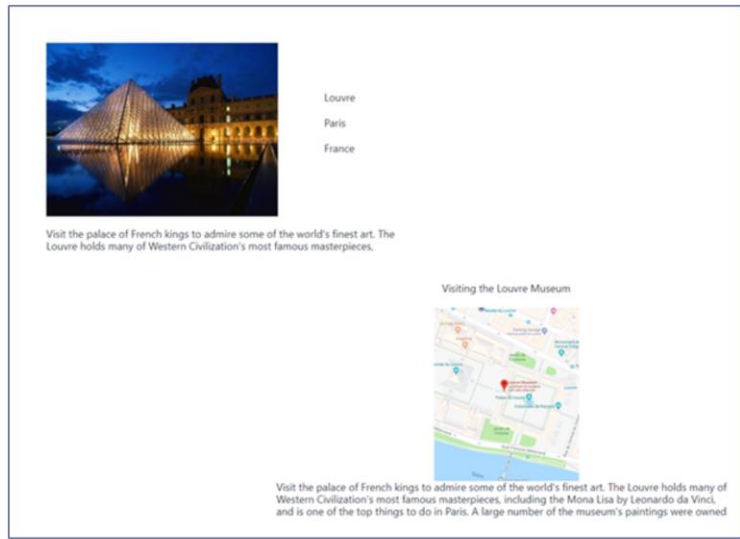 Louvre
Paris
France
Visit the palace of French kings to admire some of the world's finest art. The
Louvre holds many of Western Civilization's most famous masterpieces,
Visiting the Louvre Museum
Visit the palace of French kings to admire some of the world's finest art. The Louvre holds many of
Western Civilization's most famous masterpieces, including the Mona Lisa by Leonardo da Vinci,
and is one of the top things to do in Paris. A large number of the museum's paintings were owned